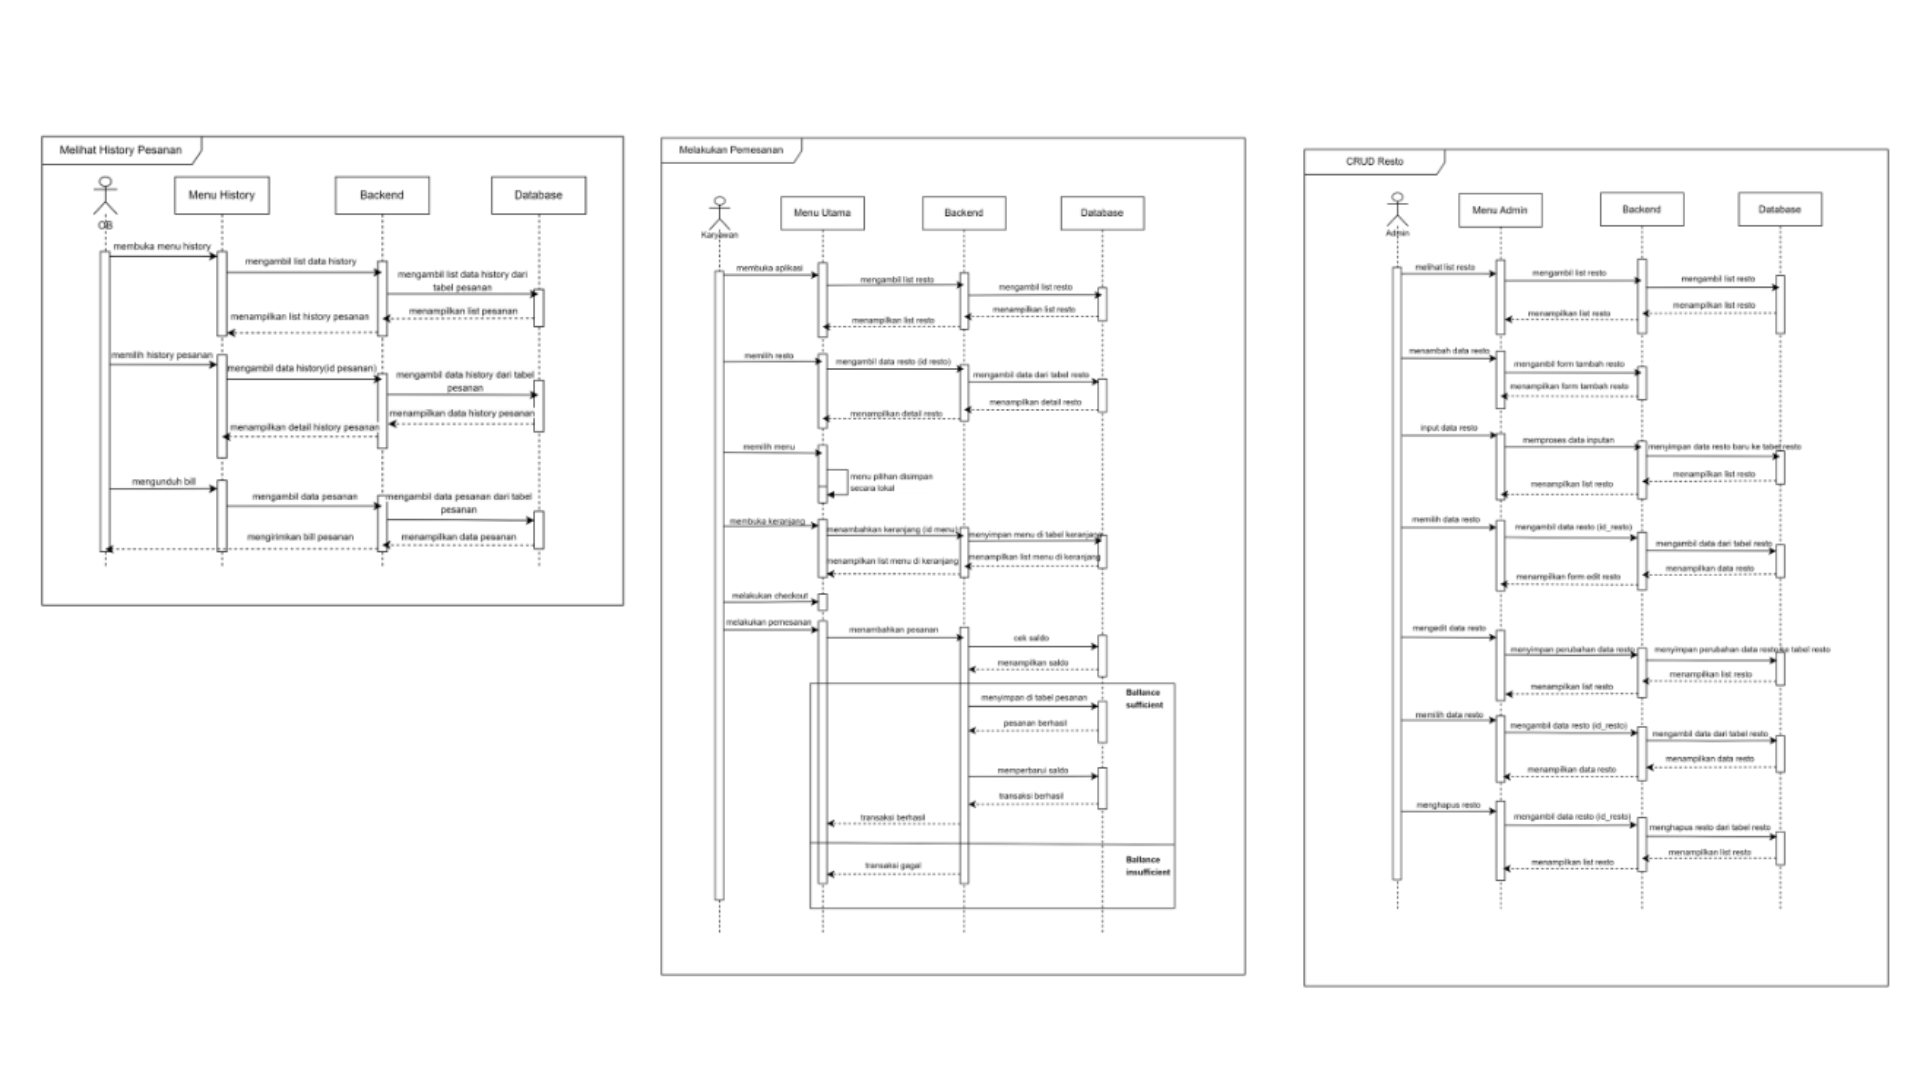 Melihat History Pesanan
OB
Menu History
Backend
Database
membuka menu history
mengambil list data history
mengambil list data history dari
tabel pesanan
menampilkan list pesanan
menampilkan list history pesanan
memilih history pesanan
mengambil data history(id pesanan)
mengambil data history dari tabel
pesanan
menampilkan data history pesanan
menampilkan detail history pesanan
mengunduh bill
mengambil data pesanan
mengambil data pesanan dari tabel
pesanan
menampilkan data pesanan
mengirimkan bill pesanan
Melakukan Pemesanan
Karyawan
Menu Utama
Backend
Database
membuka aplikasi
mengambil list resto
mengambil list resto
menampilkan list resto
menampilkan list resto
memilih resto
mengambil data resto (id resto)
mengambil data dari tabel resto
menampilkan detail resto
menampilkan detail resto
memilih menu
menu pilihan disimpan
secara lokal
membuka keranjang
menambahkan keranjang (id menu)
menyimpan menu di tabel keranjang
menampilkan list menu di keranjang
menampilkan list menu di keranjang
melakukan checkout
melakukan pemesanan
menambahkan pesanan
cek saldo
menampilkan saldo
Ballance
sufficient
menyimpan di tabel pesanan
pesanan berhasil
memperbarui saldo
transaksi berhasil
transaksi berhasil
Ballance
insufficient
transaksi gagal
CRUD Resto
Admin
Menu Admin
Backend
Database
melihat list resto
mengambil list resto
mengambil list resto
menampilkan list resto
menampilkan list resto
menambah data resto
mengambil form tambah resto
menampilkan form tambah resto
input data resto
memproses data inputan
menyimpan data resto baru ke tabel resto
menampilkan list resto
menampilkan list resto
memilih data resto
mengambil data resto (id_resto)
mengambil data dari tabel resto
menampilkan data resto
menampilkan form edit resto
mengedit data resto
menyimpan perubahan data resto
menyimpan perubahan data resto ke tabel resto
menampilkan list resto
menampilkan list resto
memilih data resto
mengambil data resto (id_resto)
mengambil data dari tabel resto
menampilkan data resto
menampilkan data resto
menghapus resto
mengambil data resto (id_resto)
menghapus resto dari tabel resto
menampilkan list resto
menampilkan list resto